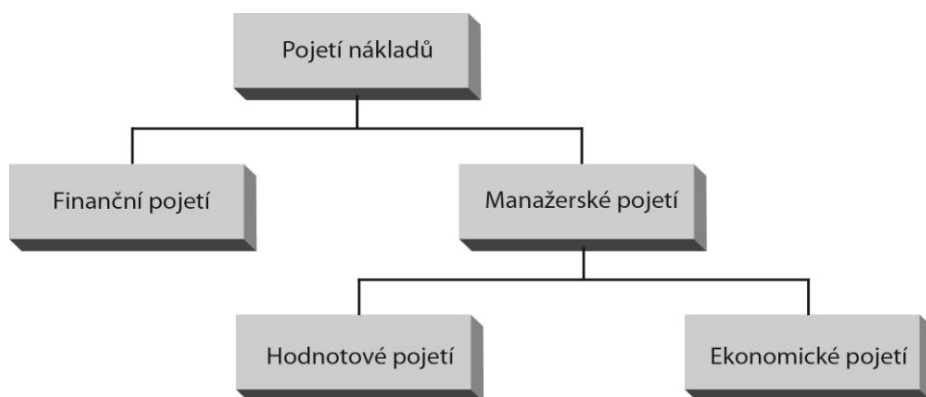 Pojetí nákladů
Finanční pojetí
Manažerské pojetí
Hodnotové pojetí
Ekonomické pojetí